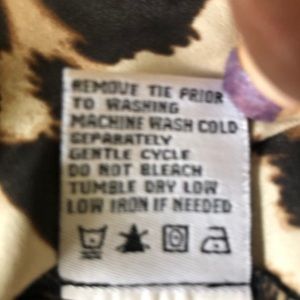 REMOVE TIE PRIOR
TO WASHING
MACHINE WASH COLD
SEPARATELY
GENTLE CYCLE
DO NOT BLEACH
TUMBLE DRY LOW
LOW IRON IF NEEDED